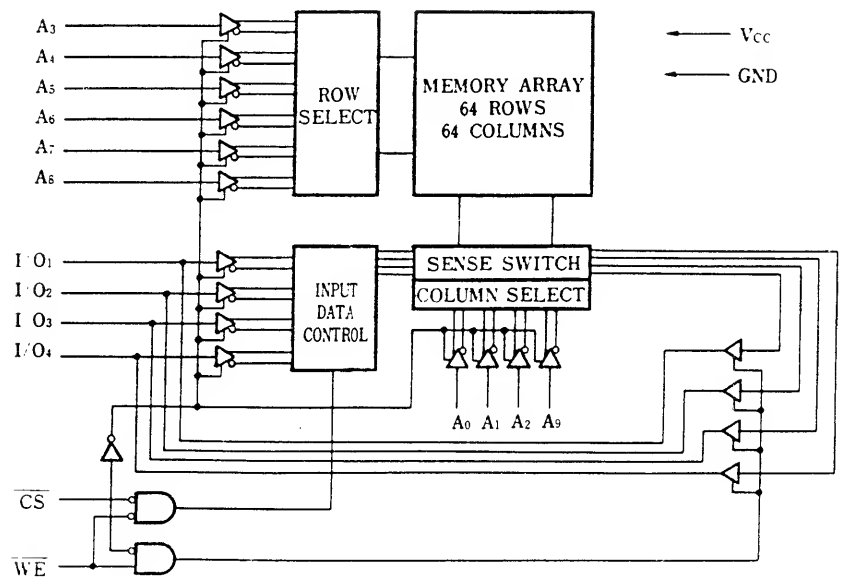 A3
A4
A5
A6
A7
A8
ROW
SELECT
MEMORY ARRAY
64 ROWS
64 COLUMNS
VCC
GND
I/O1
I/O2
I/O3
I/O4
INPUT
DATA
CONTROL
SENSE SWITCH
COLUMN SELECT
A0 A1 A2 A9
CS
WE